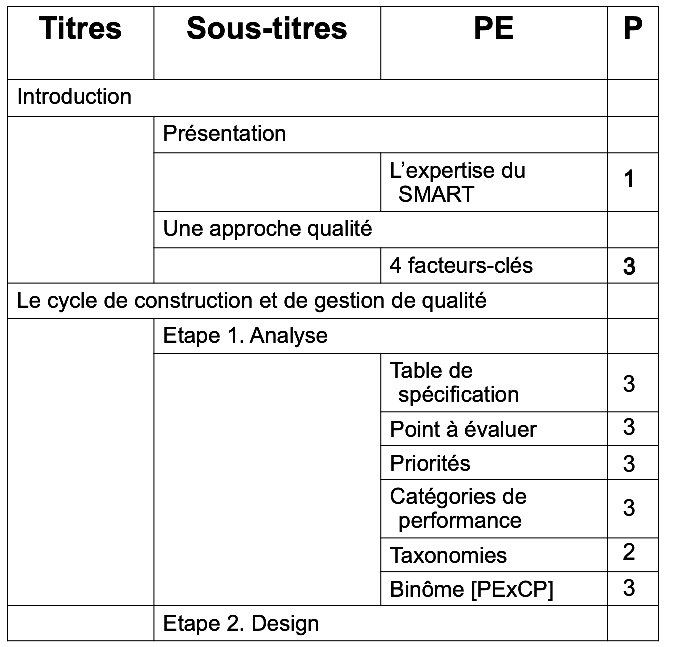 Titres Sous-titres PE P
Introduction
Présentation
L’expertise du
SMART 1
Une approche qualité
4 facteurs-clés 3
Le cycle de construction et de gestion de qualité
Etape 1. Analyse
Table de
spécification 3
Point à évaluer 3
Priorités 3
Catégories de
performance 3
Taxonomies 2
Binôme [PExCP] 3
Etape 2. Design